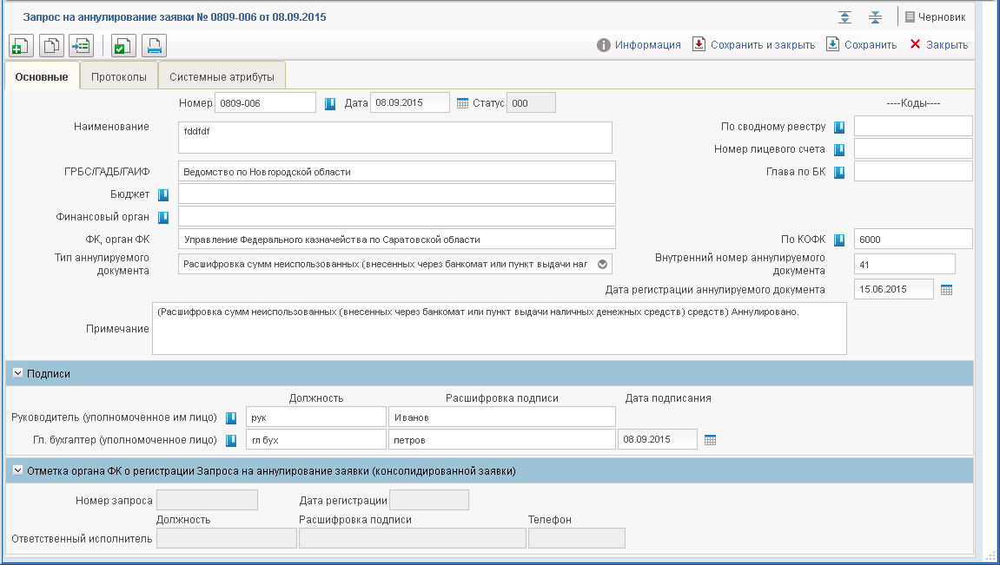 Запрос на аннулирование заявки № 0809-006 от 08.09.2015 Черновик
Информация Сохранить и закрыть Сохранить Закрыть
Основные Протоколы Системные атрибуты
Номер 0809-006 Дата 08.09.2015 Статус 000 ----Коды----
Наименование fddfdf По сводному реестру
Номер лицевого счета
ГРБС/ГАДБ/ГАИФ Ведомство по Новгородской области Глава по БК
Бюджет
Финансовый орган
ФК, орган ФК Управление Федерального казначейства по Саратовской области По КОФК 6000
Тип аннулируемого документа Расшифровка сумм неиспользованных (внесенных через банкомат или пункт выдачи нал Внутренний номер аннулируемого документа 41
Дата регистрации аннулируемого документа 15.06.2015
Примечание (Расшифровка сумм неиспользованных (внесенных через банкомат или пункт выдачи наличных денежных средств) средств) Аннулировано.
Подписи
Должность Расшифровка подписи Дата подписания
Руководитель (уполномоченное им лицо) рук Иванов
Гл. бухгалтер (уполномоченное лицо) гл бух петров 08.09.2015
Отметка органа ФК о регистрации Запроса на аннулирование заявки (консолидированной заявки)
Номер запроса Дата регистрации
Должность Расшифровка подписи Телефон
Ответственный исполнитель